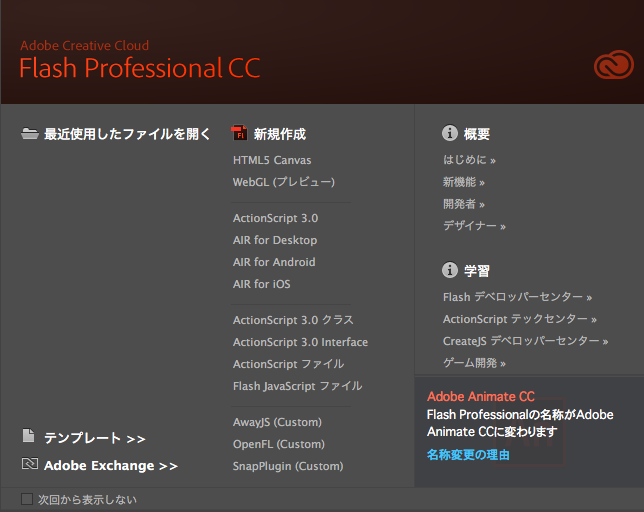 Adobe Creative Cloud
Flash Professional CC
最近使用したファイルを開く
テンプレート >>
Adobe Exchange >>
Fl
新規作成
HTML5 Canvas
WebGL (プレビュー)
ActionScript 3.0
AIR for Desktop
AIR for Android
AIR for iOS
ActionScript 3.0 クラス
ActionScript 3.0 Interface
ActionScript ファイル
Flash JavaScript ファイル
AwayJS (Custom)
OpenFL (Custom)
SnapPlugin (Custom)
概要
はじめに »
新機能 »
開発者 »
デザイナー »
学習
Flash デベロッパーセンター »
ActionScript テックセンター »
CreateJS デベロッパーセンター »
ゲーム開発 »
Adobe Animate CC
Flash Professionalの名称がAdobe
Animate CCに変わります
名称変更の理由
次回から表示しない